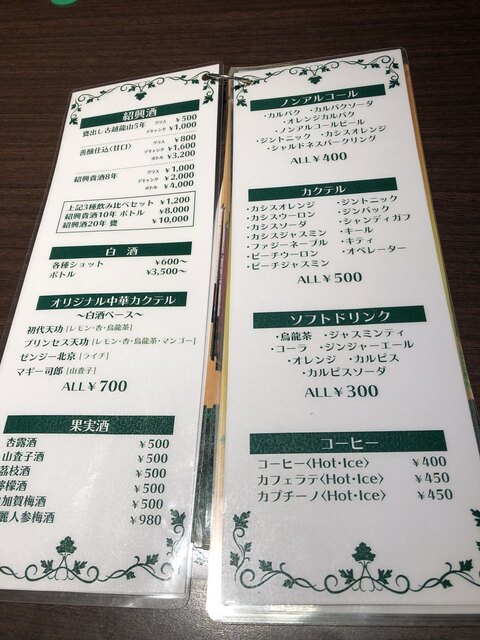 紹興酒
甕出し古越龍山5年 グラス ¥500
デキャンタ ¥1,000
善醸仕込〈甘口〉 グラス ¥800
デキャンタ ¥1,600
ボトル ¥3,200
紹興貴酒8年 グラス ¥1,000
デキャンタ ¥2,000
ボトル ¥4,000
上記3種飲み比べセット ¥1,200
紹興貴酒10年 ボトル ¥8,000
紹興酒20年 甕 ¥10,000
白 酒
各種ショット ¥600〜
ボトル ¥3,500〜
オリジナル中華カクテル
〜白酒ベース〜
初代天功 [レモン・杏・烏龍茶]
プリンセス天功 [レモン・杏・烏龍茶・マンゴー]
ゼンジー北京 [ライチ]
マギー司郎 [山査子]
ALL ¥ 700
果実酒
杏露酒 ¥500
山査子酒 ¥500
荔枝酒 ¥500
檸檬酒 ¥500
加賀梅酒 ¥500
麗人参梅酒 ¥980
ノンアルコール
・カルパク ・カルパクソーダ
・オレンジカルパク
・ノンアルコールビール
・ジントニック ・カシスオレンジ
・シャルドネスパークリング
ALL ¥ 400
カクテル
・カシスオレンジ ・ジントニック
・カシスウーロン ・ジンバック
・カシスソーダ ・シャンディガフ
・カシスジャスミン ・キール
・ファジーネーブル ・キティ
・ピーチウーロン ・オペレーター
・ピーチジャスミン
ALL ¥ 500
ソフトドリンク
・烏龍茶 ・ジャスミンティ
・コーラ ・ジンジャーエール
・オレンジ ・カルピス
・カルピスソーダ
ALL ¥ 300
コーヒー
コーヒー〈Hot・Ice〉 ¥400
カフェラテ〈Hot・Ice〉 ¥450
カプチーノ〈Hot・Ice〉 ¥450